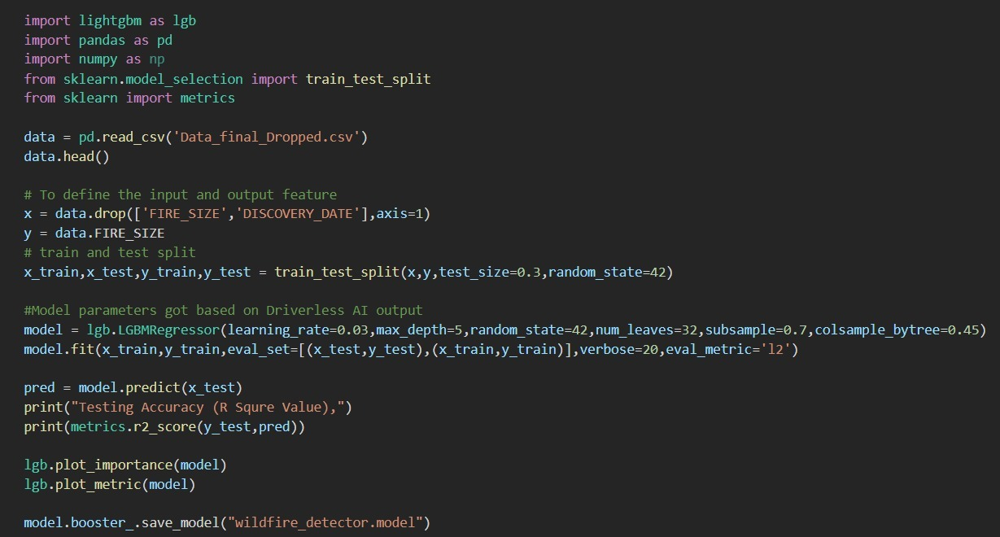 import lightgbm as lgb
import pandas as pd
import numpy as np
from sklearn.model_selection import train_test_split
from sklearn import metrics
data = pd.read_csv('Data_final_Dropped.csv')
data.head()
# To define the input and output feature
x = data.drop(['FIRE_SIZE','DISCOVERY_DATE'],axis=1)
y = data.FIRE_SIZE
# train and test split
x_train,x_test,y_train,y_test = train_test_split(x,y,test_size=0.3,random_state=42)
#Model parameters got based on Driverless AI output
model = lgb.LGBMRegressor(learning_rate=0.03,max_depth=5,random_state=42,num_leaves=32,subsample=0.7,colsample_bytree=0.45)
model.fit(x_train,y_train,eval_set=[(x_test,y_test),(x_train,y_train)],verbose=20,eval_metric='l2')
pred = model.predict(x_test)
print("Testing Accuracy (R Squre Value),")
print(metrics.r2_score(y_test,pred))
lgb.plot_importance(model)
lgb.plot_metric(model)
model.booster_.save_model("wildfire_detector.model")